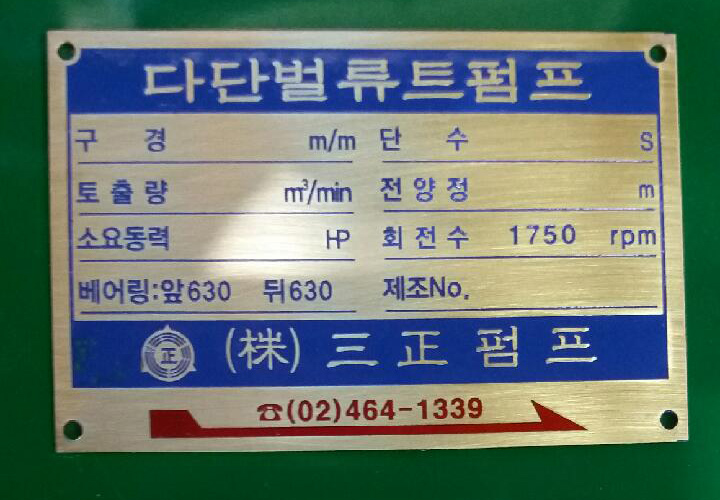 다단벌류트펌프
구 경 m/m 단 수 S
토출량 m³/min 전양정 m
소요동력 HP 회전수 1750 rpm
베어링:앞630 뒤630 제조No.
正 (株) 三正펌프
☎(02)464-1339